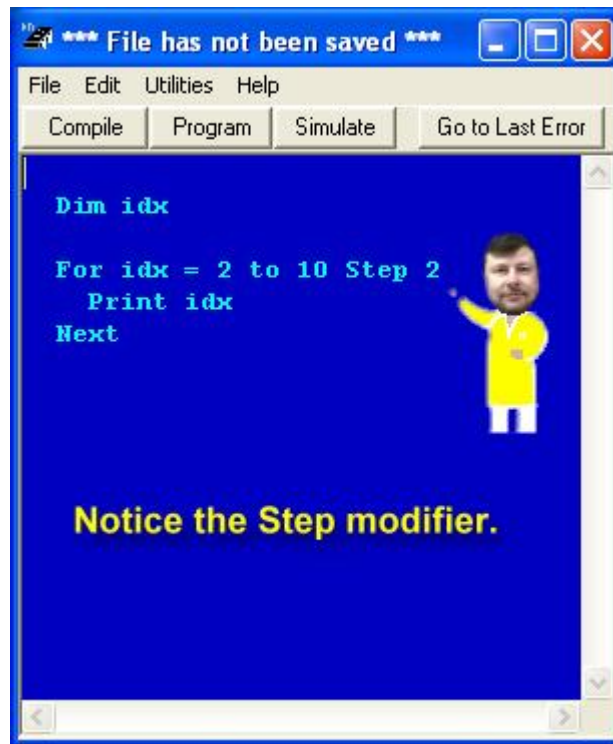 *** File has not been saved ***
File Edit Utilities Help
Compile Program Simulate Go to Last Error
Dim idx
For idx = 2 to 10 Step 2
Print idx
Next
Notice the Step modifier.